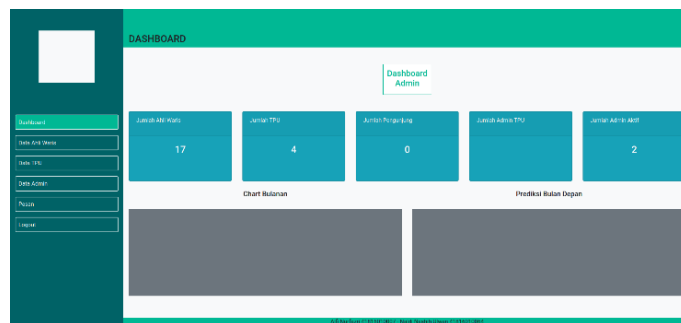 DASHBOARD
Dashboard
Admin
Dashboard
Data Ahli Waris
Data TPU
Data Admin
Pesan
Logout
Jumlah Ahli Waris
17
Jumlah TPU
4
Jumlah Pengunjung
0
Jumlah Admin TPU
Jumlah Admin Aktif
2
Chart Bulanan
Prediksi Bulan Depan